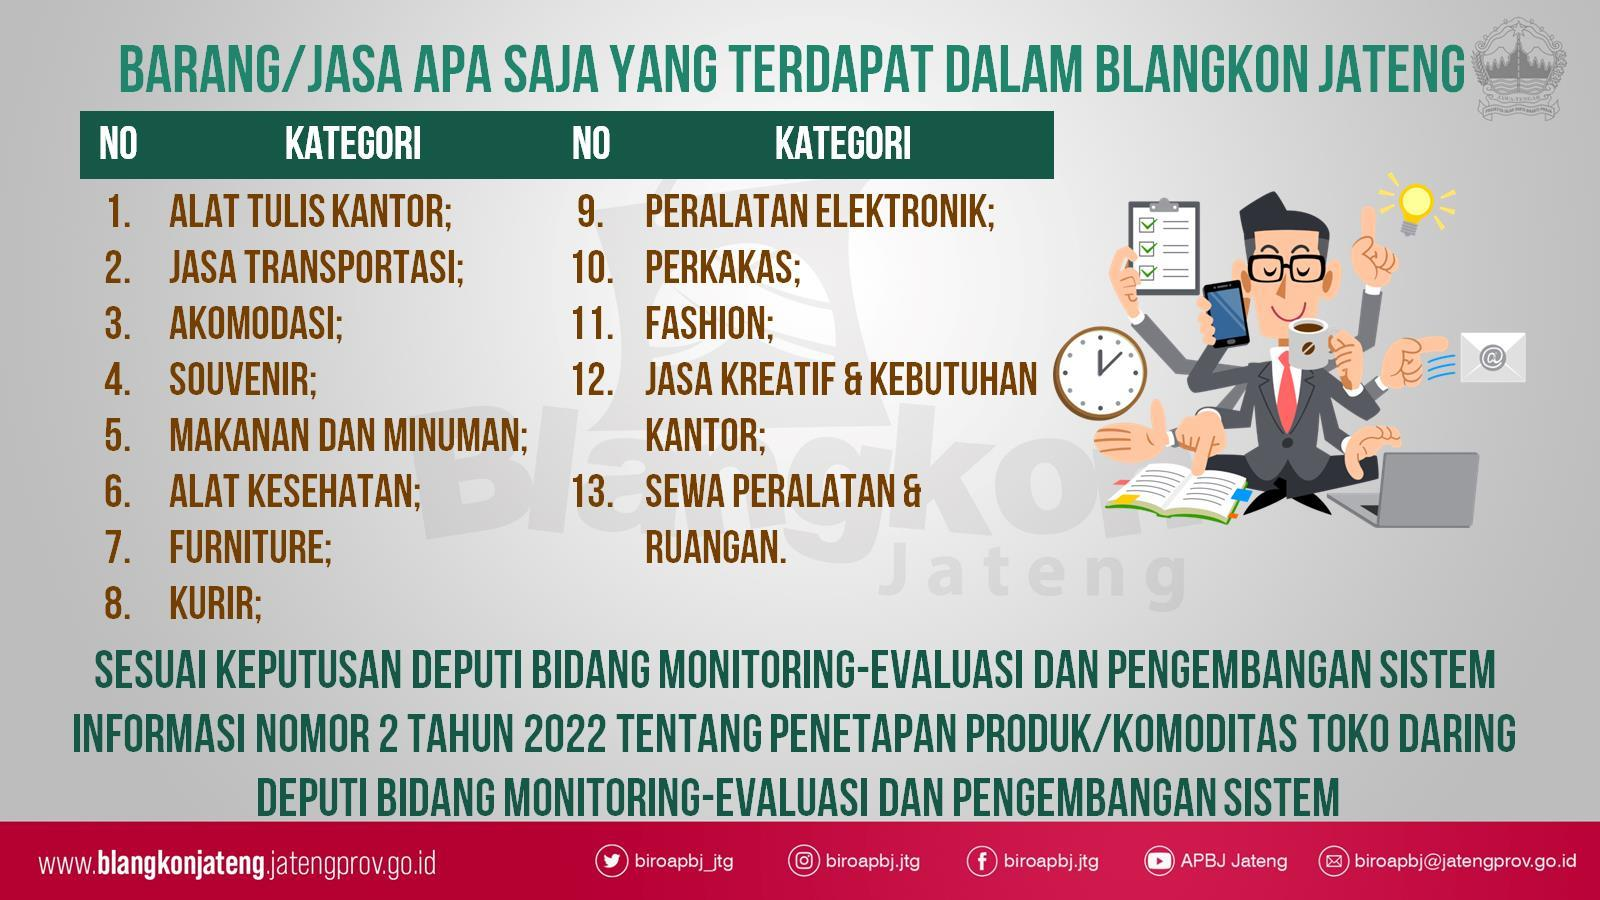 BARANG/JASA APA SAJA YANG TERDAPAT DALAM BLANGKON JATENG
NO KATEGORI NO KATEGORI
1. ALAT TULIS KANTOR;
2. JASA TRANSPORTASI;
3. AKOMODASI;
4. SOUVENIR;
5. MAKANAN DAN MINUMAN;
6. ALAT KESEHATAN;
7. FURNITURE;
8. KURIR;
9. PERALATAN ELEKTRONIK;
10. PERKAKAS;
11. FASHION;
12. JASA KREATIF & KEBUTUHAN
KANTOR;
13. SEWA PERALATAN &
RUANGAN.
Blangkon
Jateng
@
SESUAI KEPUTUSAN DEPUTI BIDANG MONITORING-EVALUASI DAN PENGEMBANGAN SISTEM
INFORMASI NOMOR 2 TAHUN 2022 TENTANG PENETAPAN PRODUK/KOMODITAS TOKO DARING
DEPUTI BIDANG MONITORING-EVALUASI DAN PENGEMBANGAN SISTEM
www.blangkonjateng.jatengprov.go.id biroapbj_jtg biroapbj.jtg biroapbj.jtg APBJ Jateng biroapbj@jatengprov.go.id